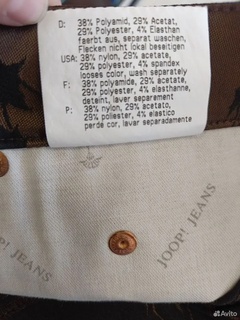 D: 38% Polyamid, 29% Acetat,
29% Polyester, 4% Elasthan
faerbt aus, separat waschen,
Flecken nicht lokal beseitigen
USA: 38% nylon, 29% acetate,
29% polyester, 4% spandex
looses color, wash separately
F: 38% polyamide, 29% acetate,
29% polyester, 4% elasthanne,
deteint, laver separement
P: 38% nylon, 29% acetato,
29% poliester, 4% elastico
perde cor, lavar separadamente
JOOP! JEANS
JOOP! JEANS
Avito